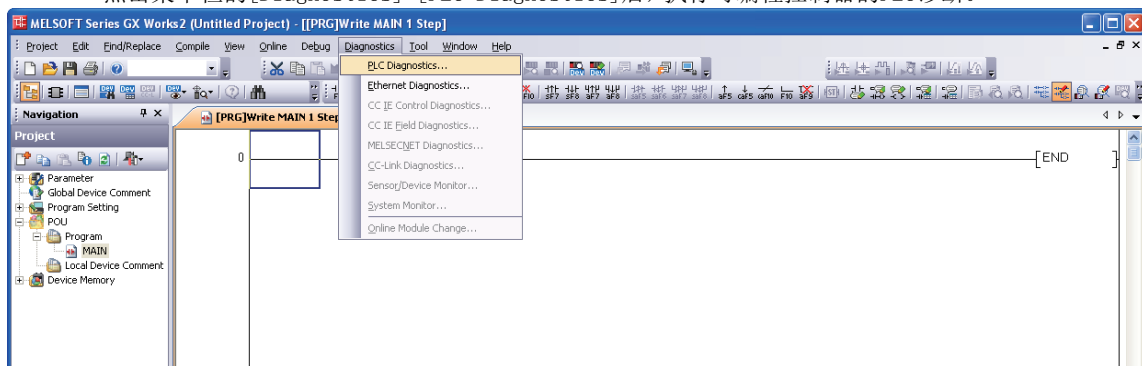 MELSOFT Series GX Works2 (Untitled Project) - [[PRG]Write MAIN 1 Step]
Project Edit Find/Replace Compile View Online Debug Diagnostics Tool Window Help
PLC Diagnostics...
Ethernet Diagnostics...
CC IE Control Diagnostics...
CC IE Field Diagnostics...
MELSECNET Diagnostics...
CC-Link Diagnostics...
Sensor/Device Monitor...
System Monitor...
Online Module Change...
Navigation
[PRG]Write MAIN 1 Step
Project
Parameter
Global Device Comment
Program Setting
POU
Program
MAIN
Local Device Comment
Device Memory
0
END